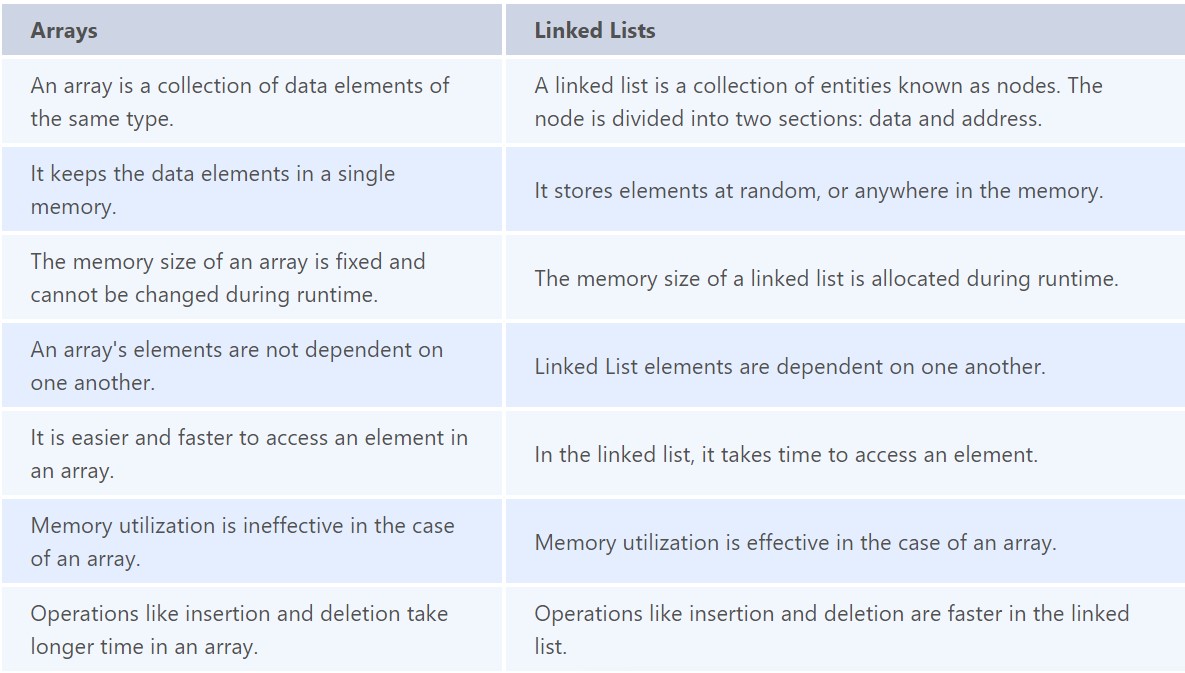 Arrays
Linked Lists
An array is a collection of data elements of
the same type.
A linked list is a collection of entities known as nodes. The
node is divided into two sections: data and address.
It keeps the data elements in a single
memory.
It stores elements at random, or anywhere in the memory.
The memory size of an array is fixed and
cannot be changed during runtime.
The memory size of a linked list is allocated during runtime.
An array's elements are not dependent on
one another.
Linked List elements are dependent on one another.
It is easier and faster to access an element in
an array.
In the linked list, it takes time to access an element.
Memory utilization is ineffective in the case
of an array.
Memory utilization is effective in the case of an array.
Operations like insertion and deletion take
longer time in an array.
Operations like insertion and deletion are faster in the linked
list.